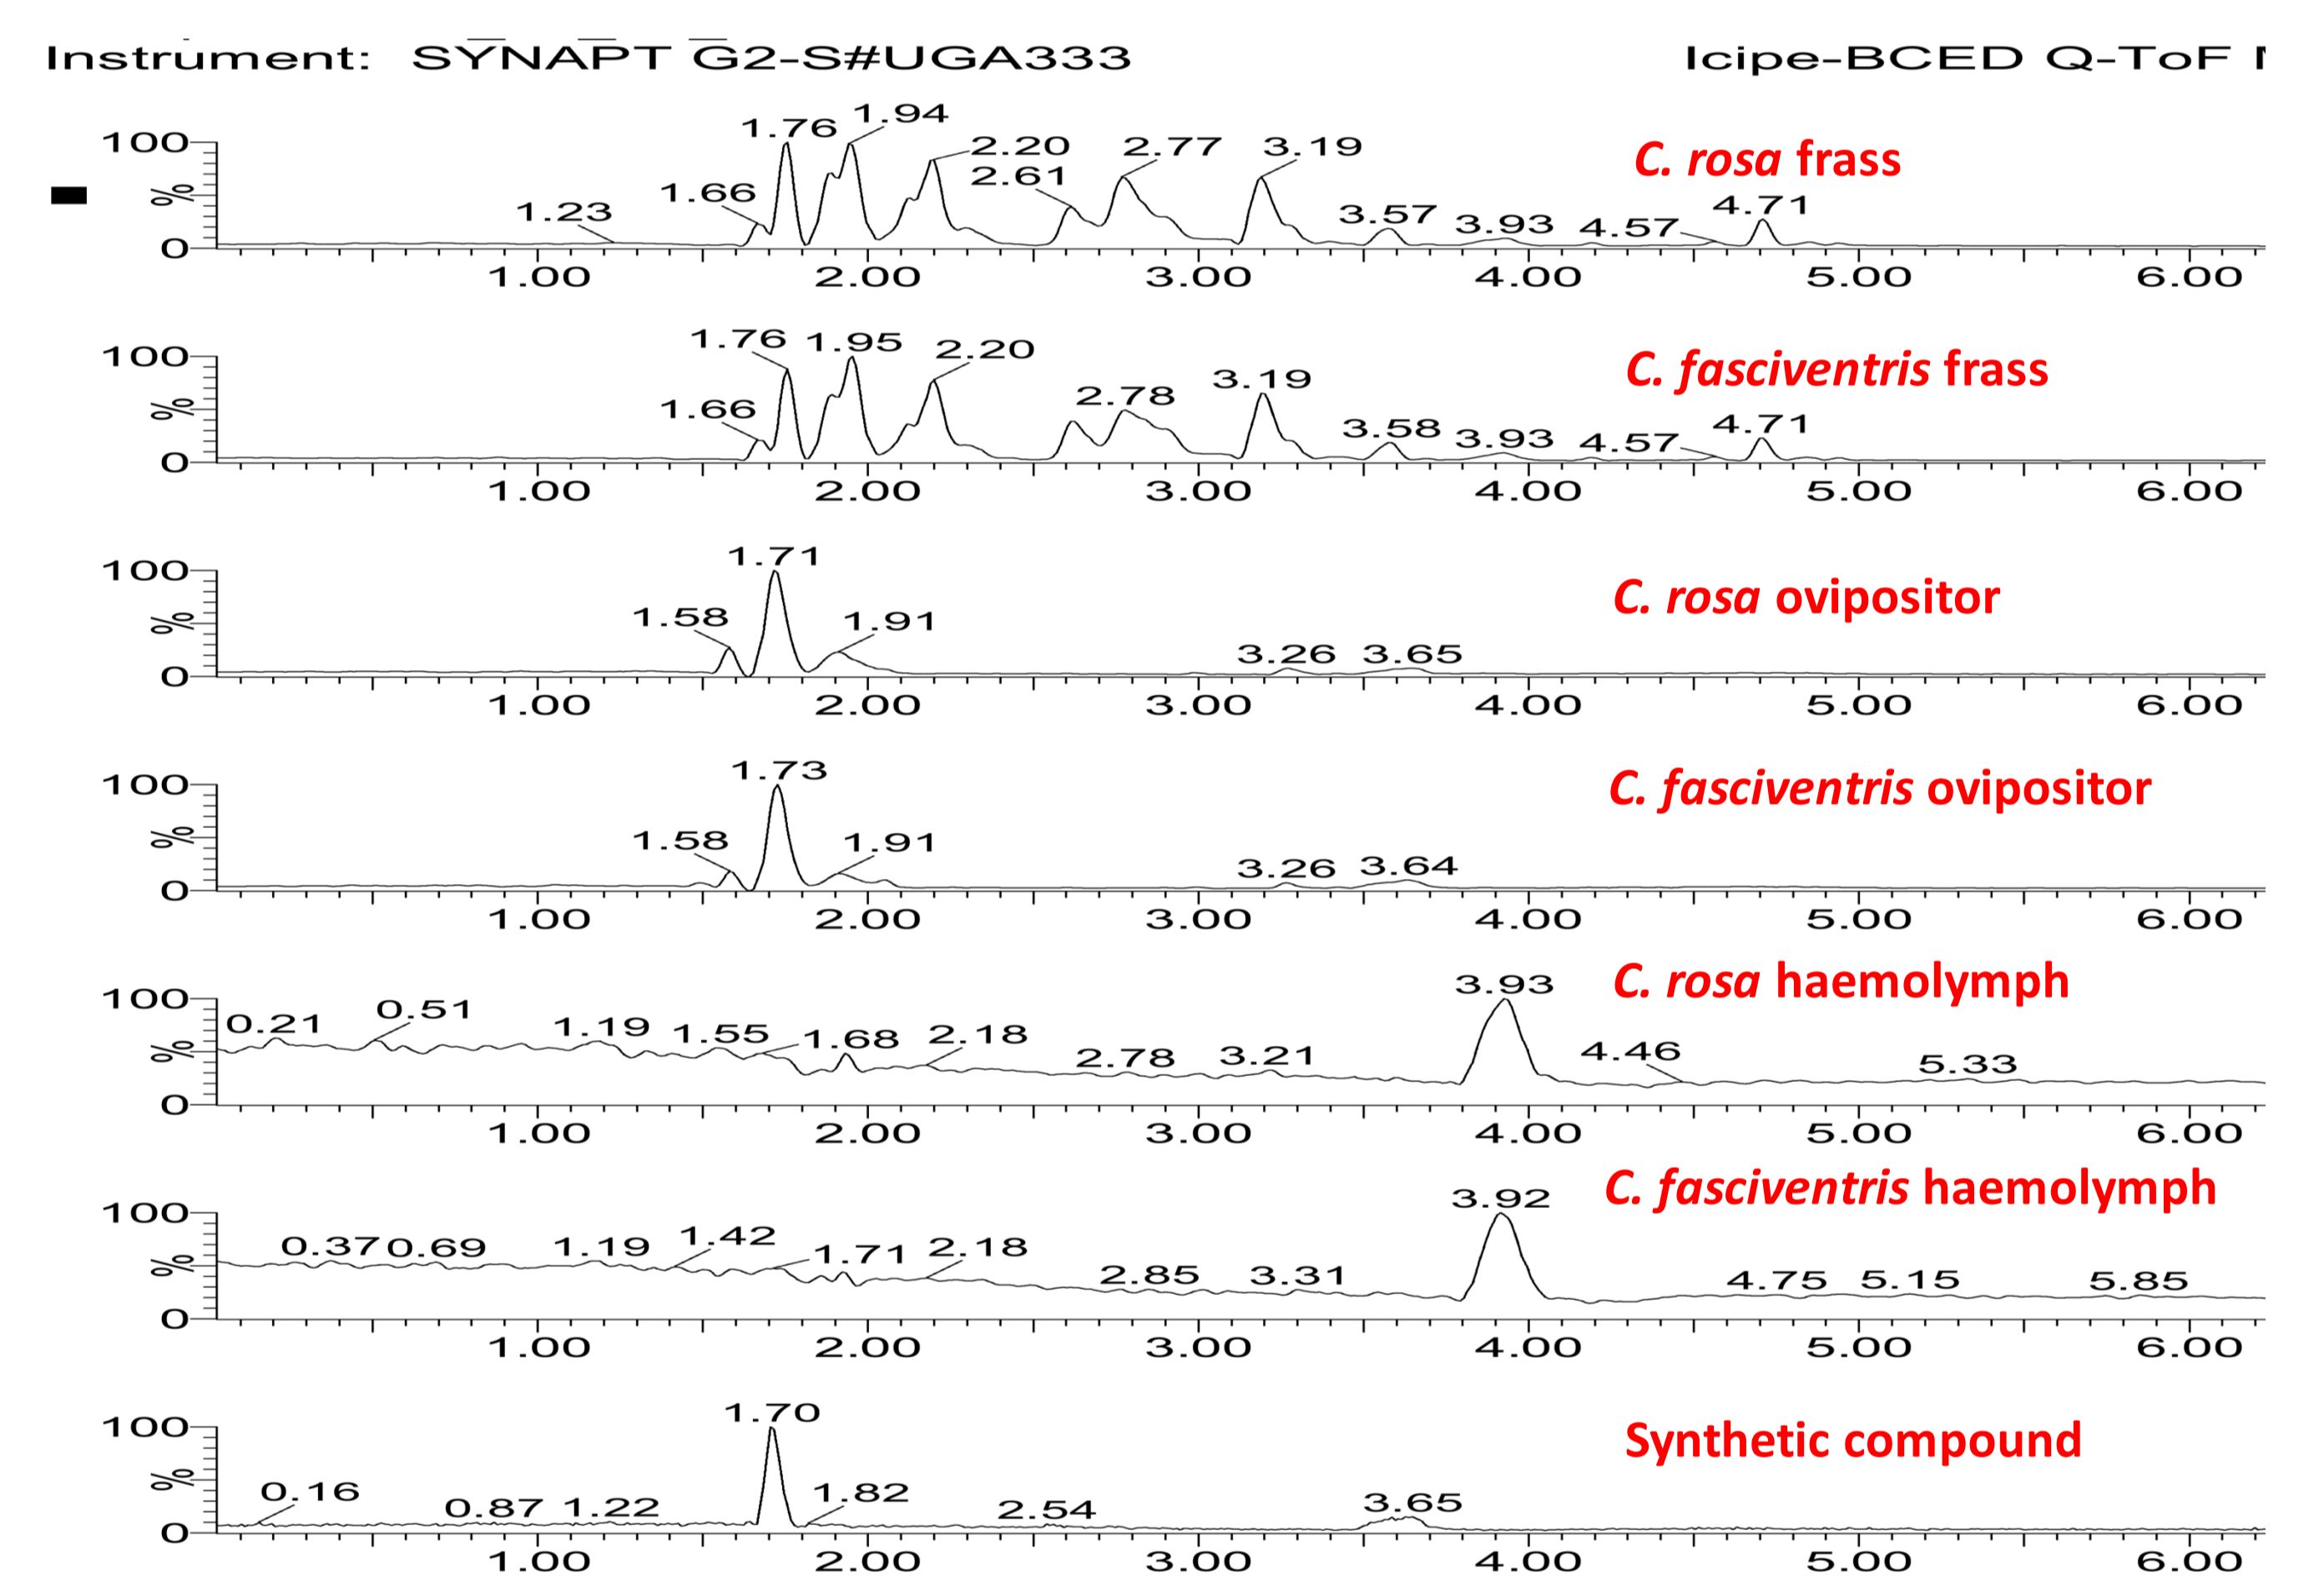 Instrument: SYNAPT G2-S#UGA333 Icipe-BCED Q-ToF
1.76 1.94 2.20 2.77 3.19 C. rosa frass
100 % 0 1.23 1.66 2.61 3.57 3.93 4.57 4.71
1.00 2.00 3.00 4.00 5.00 6.00
1.76 1.95 2.20 2.78 3.19 C. fasciventris frass
100 % 0 1.66 3.58 3.93 4.57 4.71
1.00 2.00 3.00 4.00 5.00 6.00
1.71 C. rosa ovipositor
100 % 0 1.58 1.91 3.26 3.65
1.00 2.00 3.00 4.00 5.00 6.00
1.73 C. fasciventris ovipositor
100 % 0 1.58 1.91 3.26 3.64
1.00 2.00 3.00 4.00 5.00 6.00
3.93 C. rosa haemolymph
100 % 0 0.21 0.51 1.19 1.55 1.68 2.18 2.78 3.21 4.46 5.33
1.00 2.00 3.00 4.00 5.00 6.00
3.92 C. fasciventris haemolymph
100 % 0 0.37 0.69 1.19 1.42 1.71 2.18 2.85 3.31 4.75 5.15 5.85
1.00 2.00 3.00 4.00 5.00 6.00
1.70 Synthetic compound
100 % 0 0.16 0.87 1.22 1.82 2.54 3.65
1.00 2.00 3.00 4.00 5.00 6.00